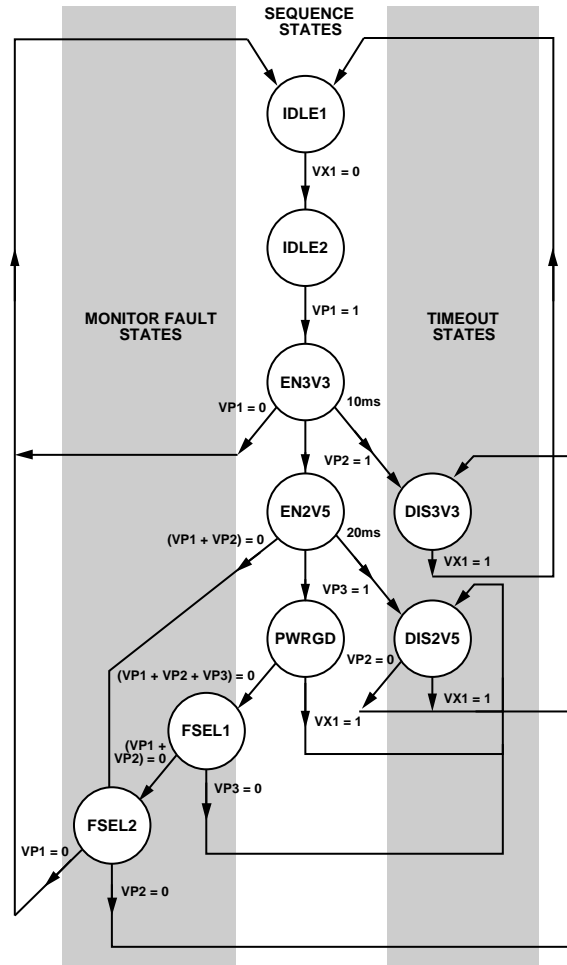 SEQUENCE
STATES
IDLE1
VX1 = 0
IDLE2
MONITOR FAULT
STATES
VP1 = 1
TIMEOUT
STATES
EN3V3
VP1 = 0
10ms
VP2 = 1
EN2V5
DIS3V3
(VP1 + VP2) = 0
20ms
VX1 = 1
VP3 = 1
PWRGD
DIS2V5
VP2 = 0
(VP1 + VP2 + VP3) = 0
VX1 = 1
VX1 = 1
FSEL1
(VP1 +
VP2) = 0
VP3 = 0
FSEL2
VP1 = 0
VP2 = 0